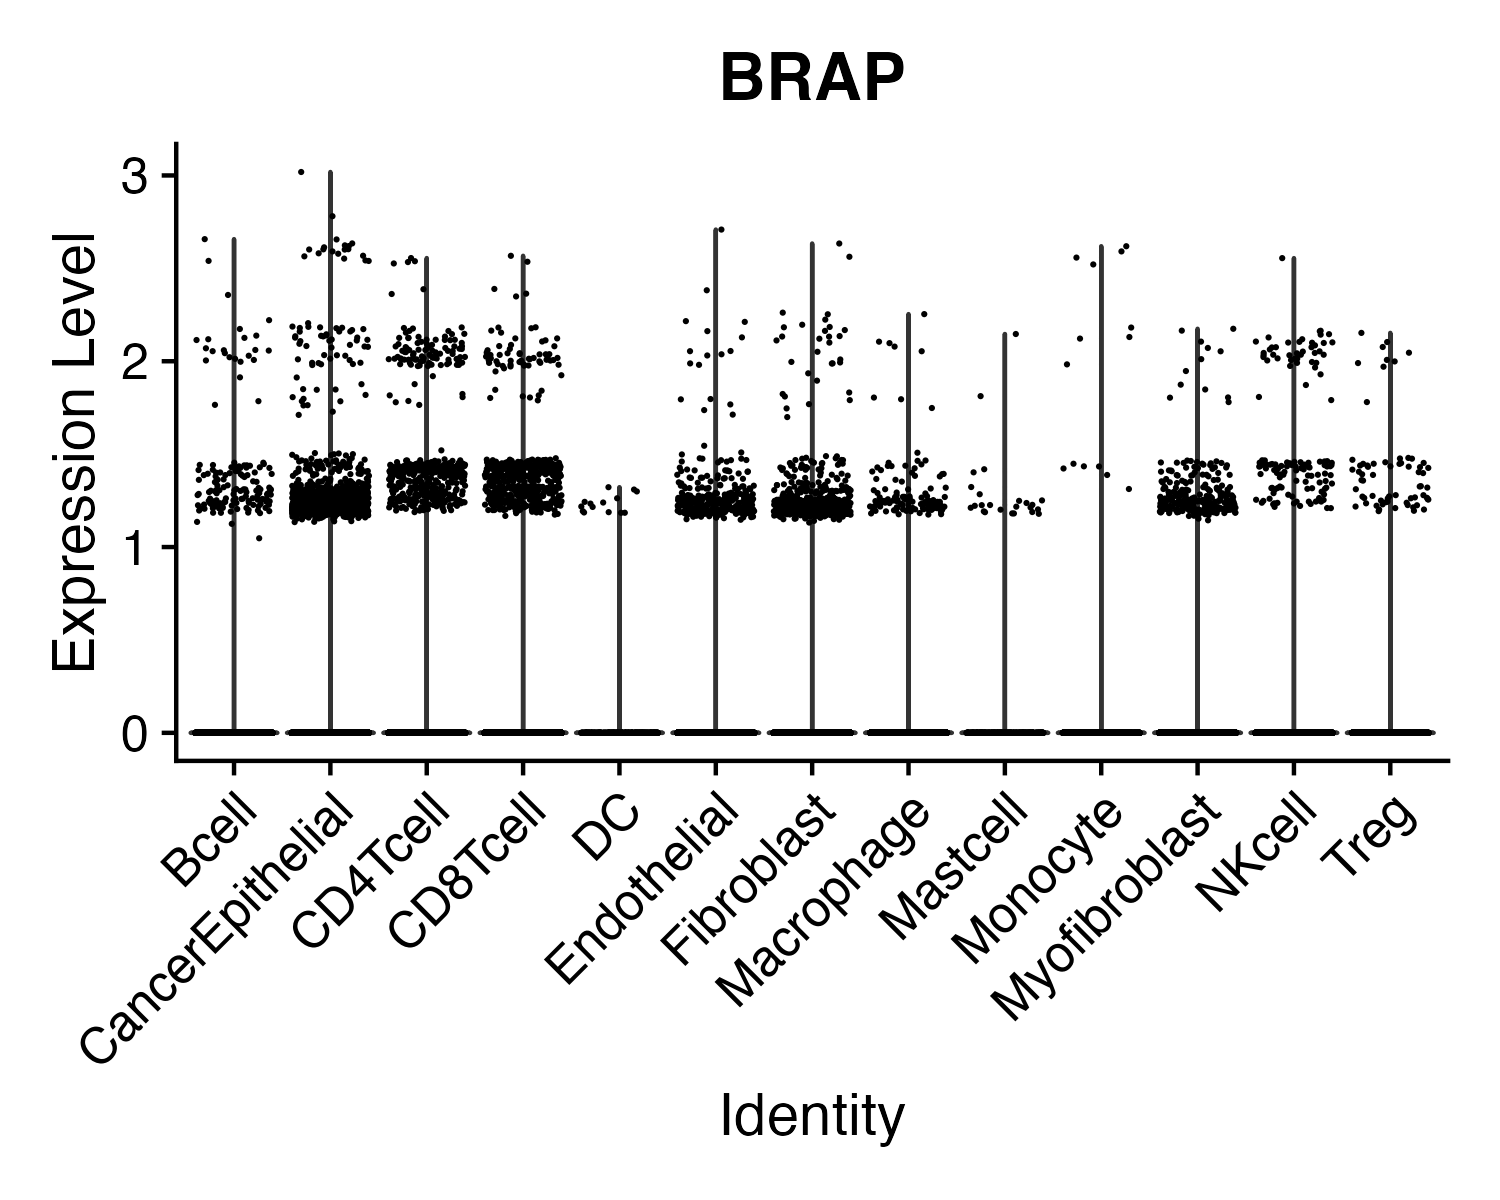 BRAP
Expression Level
3
2
1
0
Bcell
CancerEpithelial
CD4Tcell
CD8Tcell
DC
Endothelial
Fibroblast
Macrophage
Mastcell
Monocyte
Myofibroblast
NKcell
Treg
Identity